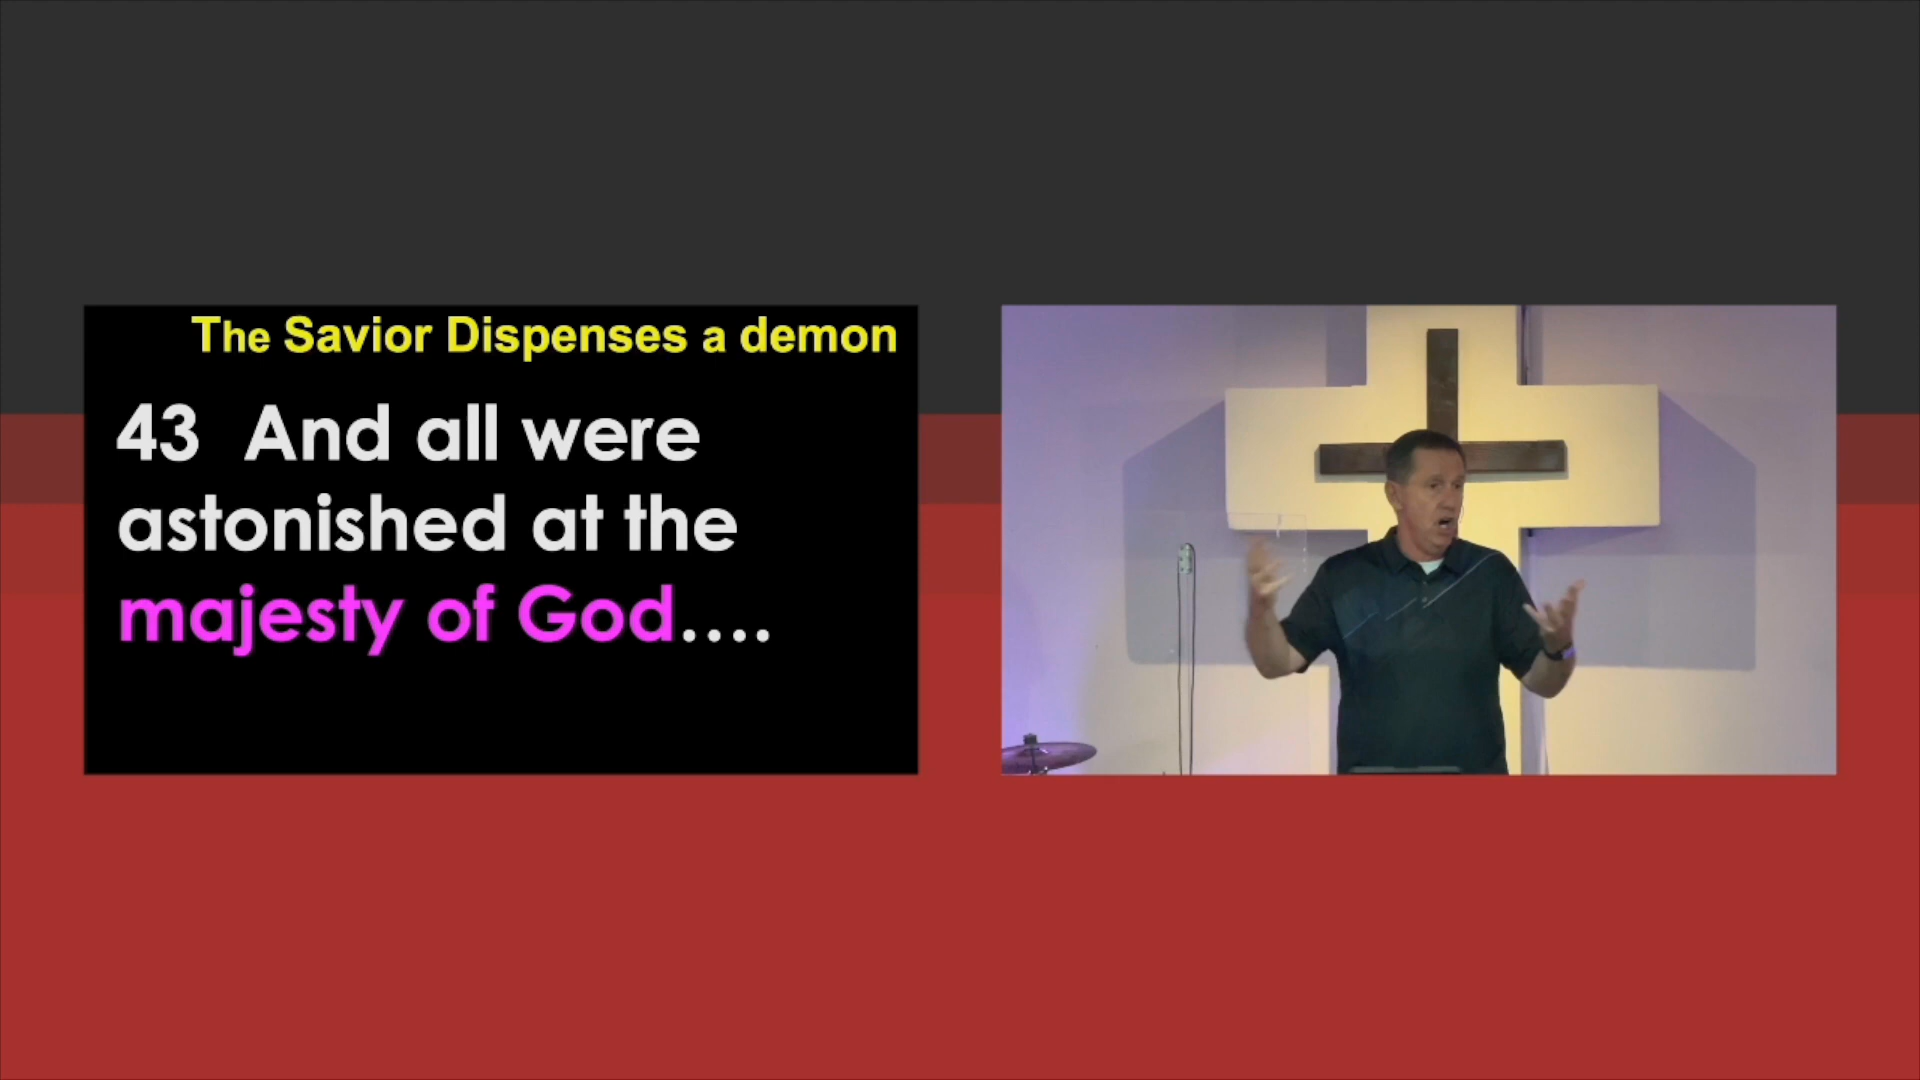 The Savior Dispenses a demon
43 And all were
astonished at the
majesty of God....